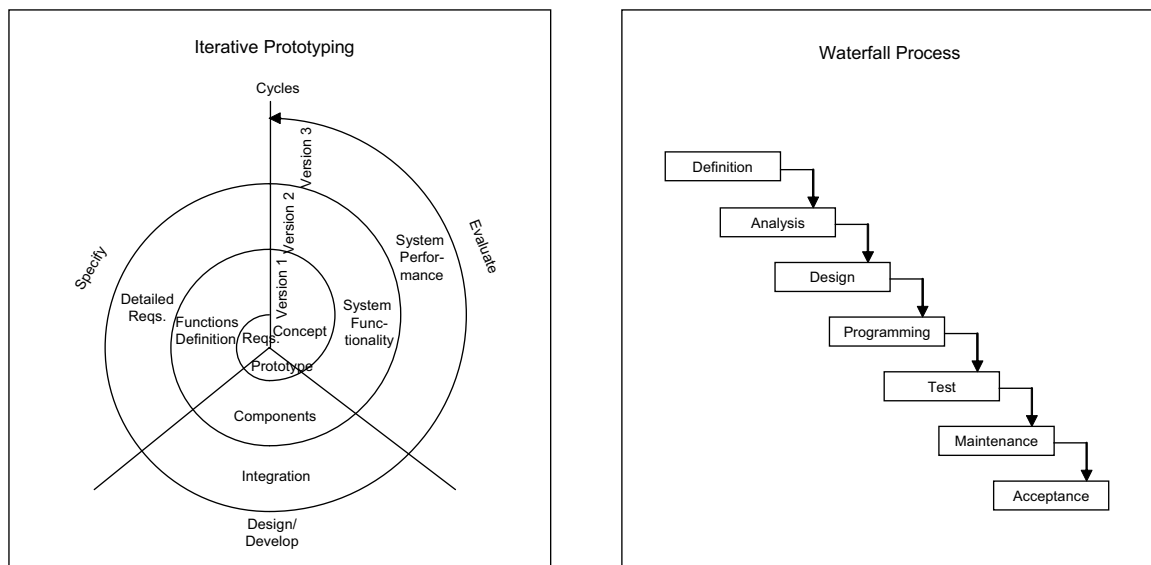 Iterative Prototyping
Cycles
Version 3
Version 2
Version 1
Specify
Evaluate
System
Perfor-
mance
Detailed
Reqs.
Functions
Definition
Reqs.
Concept
System
Func-
tionality
Prototype
Components
Integration
Design/
Develop
Waterfall Process
Definition
Analysis
Design
Programming
Test
Maintenance
Acceptance